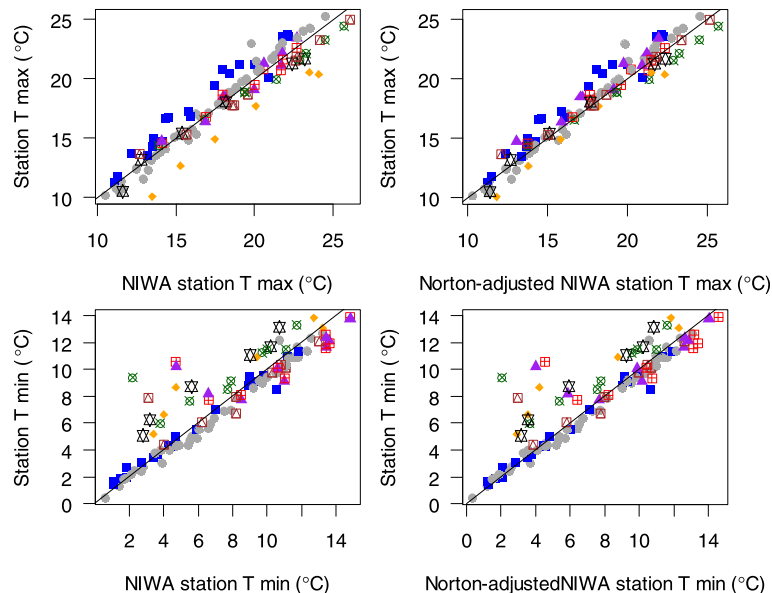 25
20
15
10
Station T max (°C)
10 15 20 25
NIWA station T max (°C)
25
20
15
10
Station T max (°C)
10 15 20 25
Norton-adjusted NIWA station T max (°C)
14
12
10
8
6
4
2
0
Station T min (°C)
2 4 6 8 10 14
NIWA station T min (°C)
14
12
10
8
6
4
2
0
Station T min (°C)
0 2 4 6 8 10 14
Norton-adjustedNIWA station T min (°C)